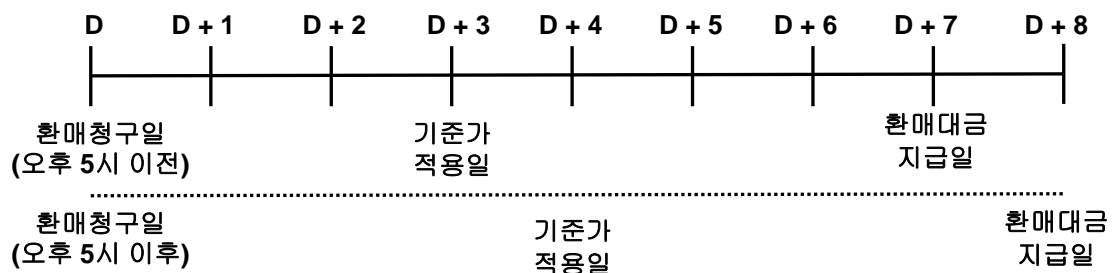 D D + 1 D + 2 D + 3 D + 4 D + 5 D + 6 D + 7 D + 8
환매청구일
(오후 5시 이전)
기준가
적용일
환매대금
지급일
환매청구일
(오후 5시 이후)
기준가
적용일
환매대금
지급일